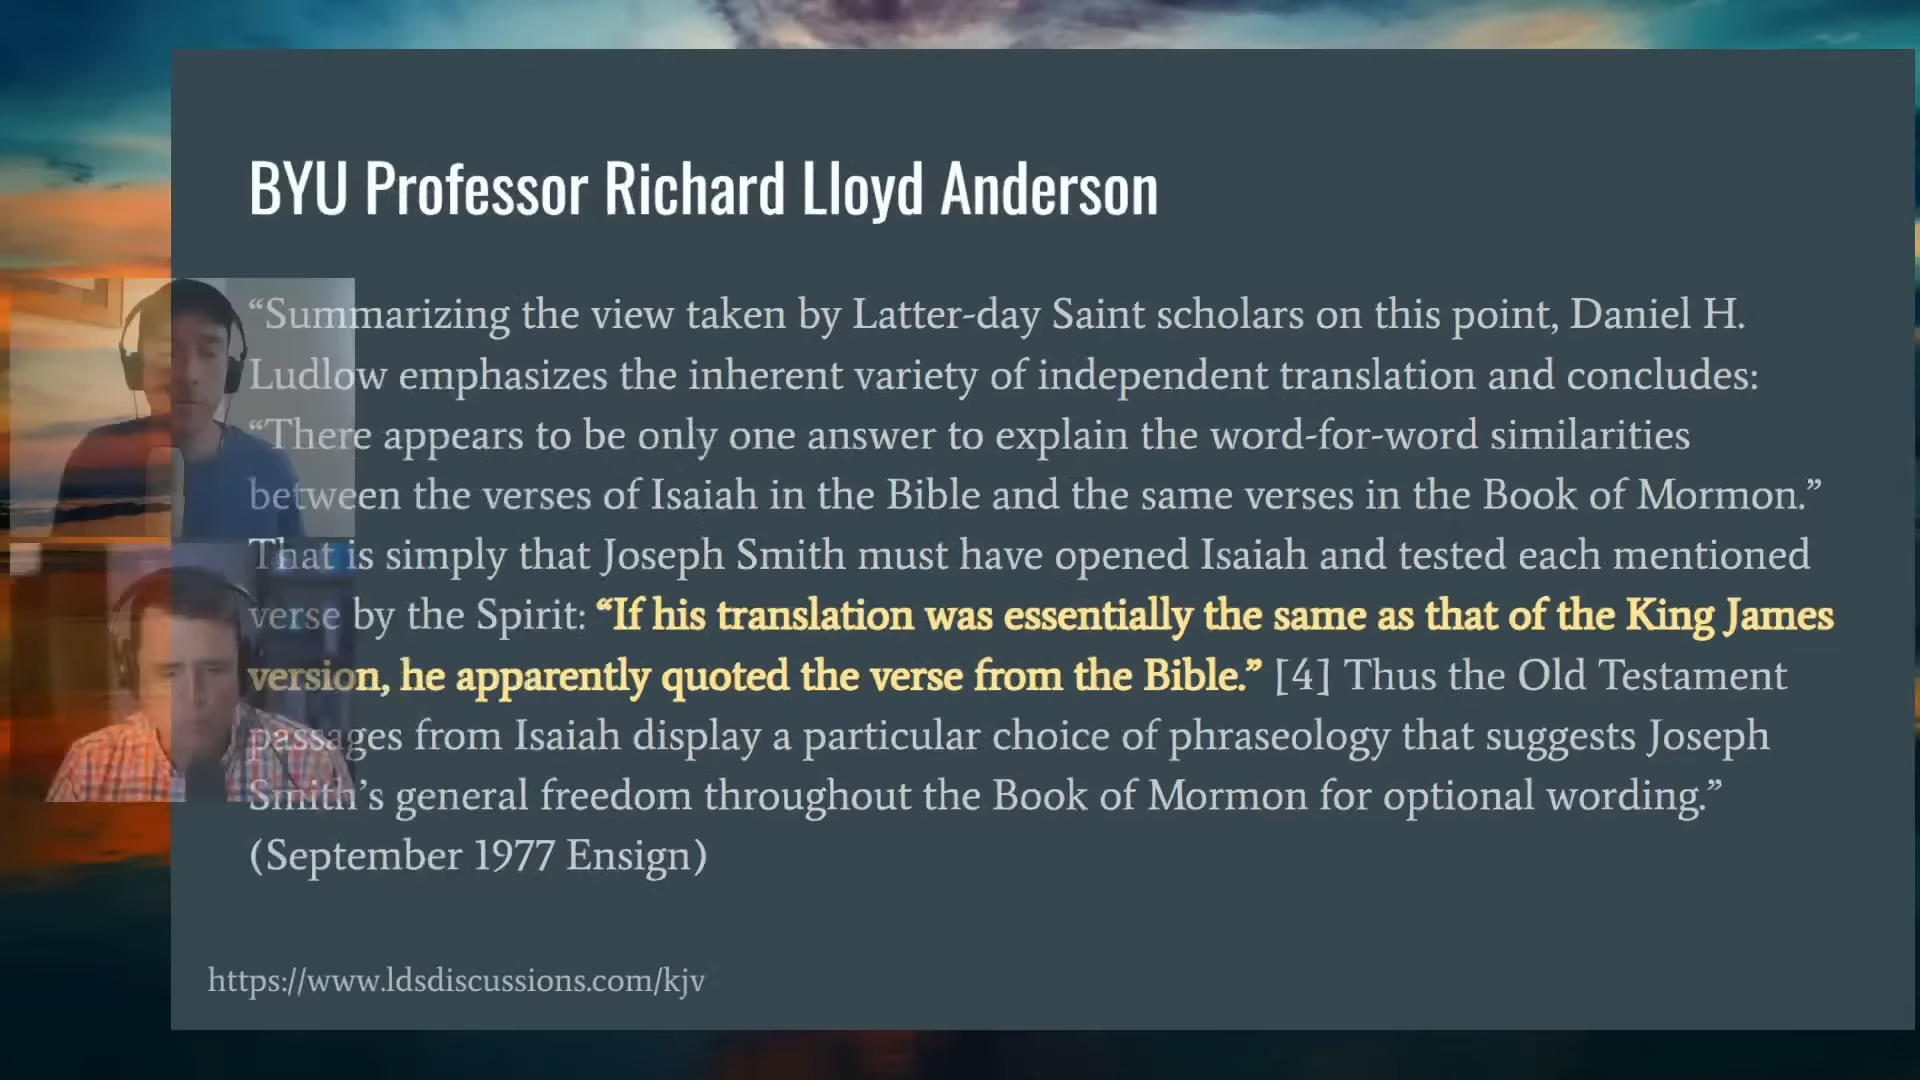 BYU Professor Richard Lloyd Anderson
“Summarizing the view taken by Latter-day Saint scholars on this point, Daniel H.
Ludlow emphasizes the inherent variety of independent translation and concludes:
“There appears to be only one answer to explain the word-for-word similarities
between the verses of Isaiah in the Bible and the same verses in the Book of Mormon.”
That is simply that Joseph Smith must have opened Isaiah and tested each mentioned
verse by the Spirit: “If his translation was essentially the same as that of the King James
version, he apparently quoted the verse from the Bible.” [4] Thus the Old Testament
passages from Isaiah display a particular choice of phraseology that suggests Joseph
Smith’s general freedom throughout the Book of Mormon for optional wording.”
(September 1977 Ensign)
https://www.ldsdiscussions.com/kjv